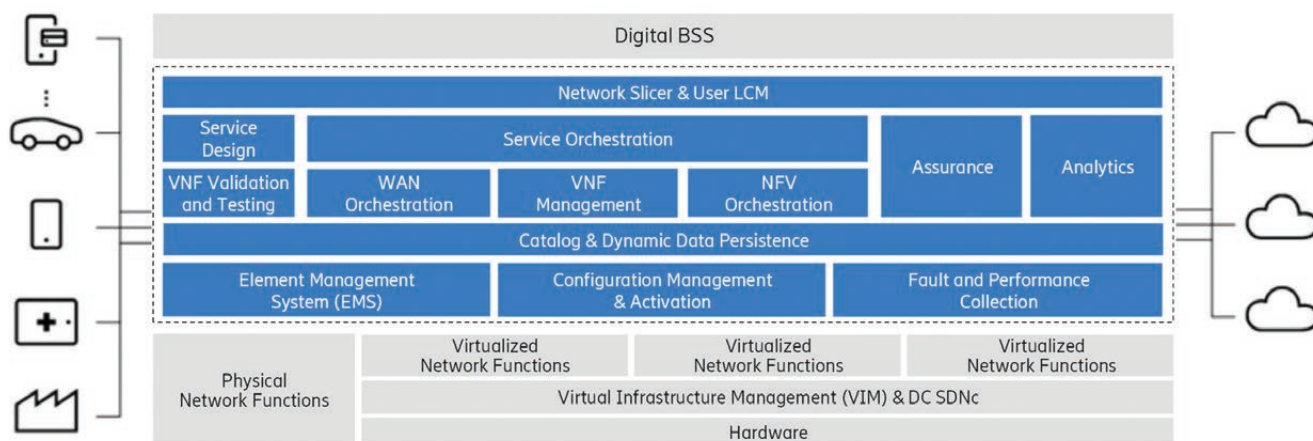 Digital BSS
Network Slicer & User LCM
Service
Design
Service Orchestration
Assurance
Analytics
VNF Validation
and Testing
WAN
Orchestration
VNF
Management
NFV
Orchestration
Catalog & Dynamic Data Persistence
Element Management
System (EMS)
Configuration Management
& Activation
Fault and Performance
Collection
Physical
Network Functions
Virtualized
Network Functions
Virtualized
Network Functions
Virtualized
Network Functions
Virtual Infrastructure Management (VIM) & DC SDNc
Hardware